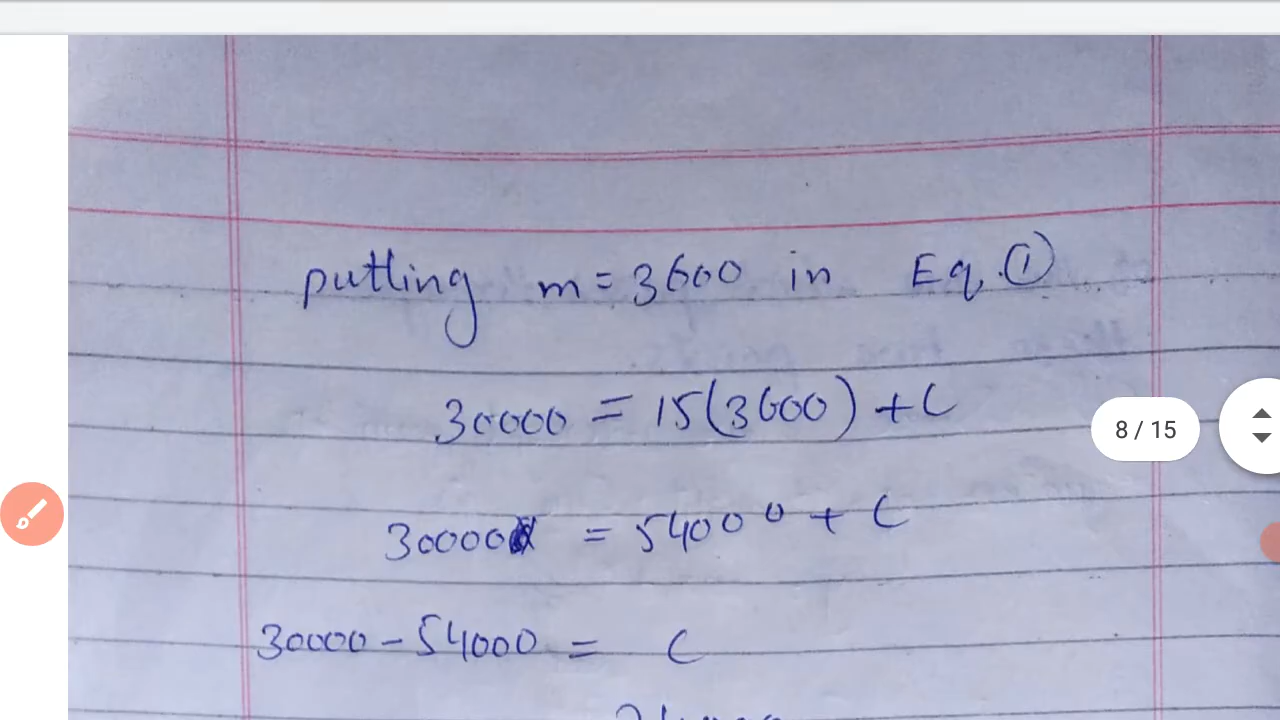 putting m = 3600 in Eq. ①
30000 = 15(3600) + C
30000 = 54000 + C
8 / 15
30000 - 54000 = C